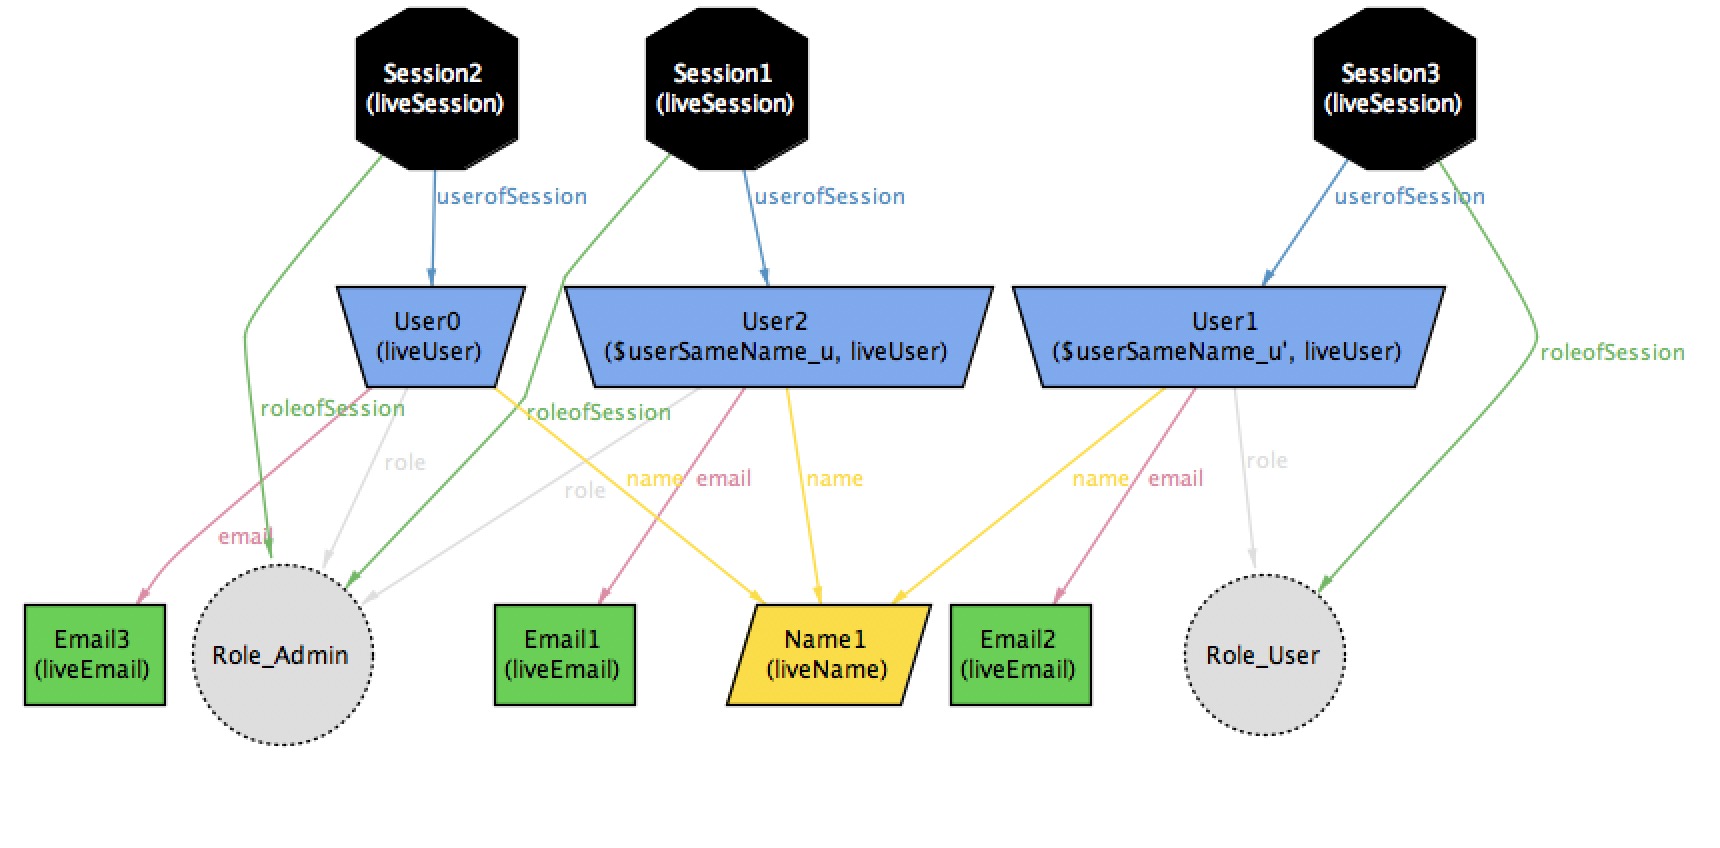 Session2
(liveSession)
Session1
(liveSession)
Session3
(liveSession)
userofSession
userofSession
userofSession
User0
(liveUser)
User2
($userSameName_u, liveUser)
User1
($userSameName_u', liveUser)
roleofSession
roleofSession
roleofSession
role
role
name
email
name
name
email
role
email
Email3
(liveEmail)
Role_Admin
Email1
(liveEmail)
Name1
(liveName)
Email2
(liveEmail)
Role_User